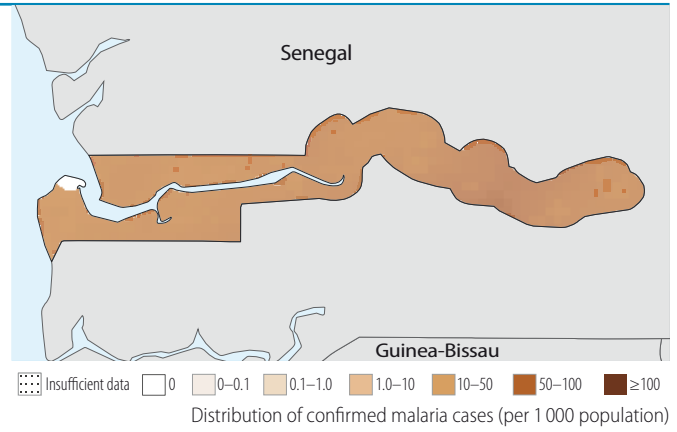 Senegal
Guinea-Bissau
Insufficient data 0 0–0.1 0.1–1.0 1.0–10 10–50 50–100 ≥100
Distribution of confirmed malaria cases (per 1 000 population)